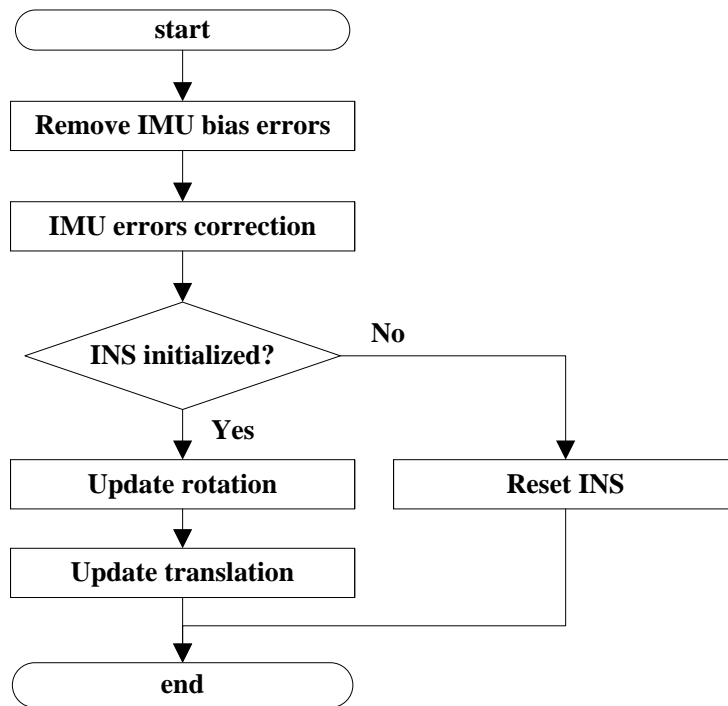 start
Remove IMU bias errors
IMU errors correction
INS initialized?
No
Yes
Update rotation
Reset INS
Update translation
end